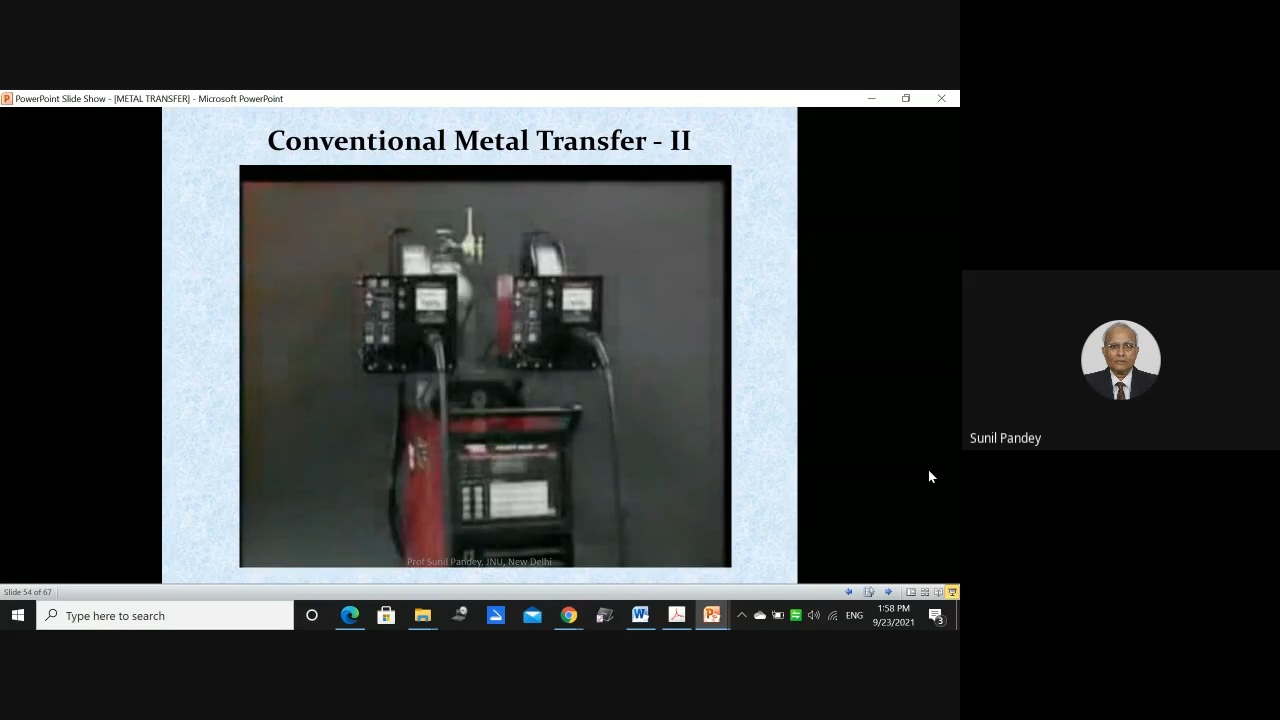 PowerPoint Slide Show - [METAL TRANSFER] - Microsoft PowerPoint
Conventional Metal Transfer - II
Prof Sunil Pandey, JNU, New Delhi
Sunil Pandey
Slide 54 of 67
Type here to search
ENG
1:58 PM
9/23/2021
3